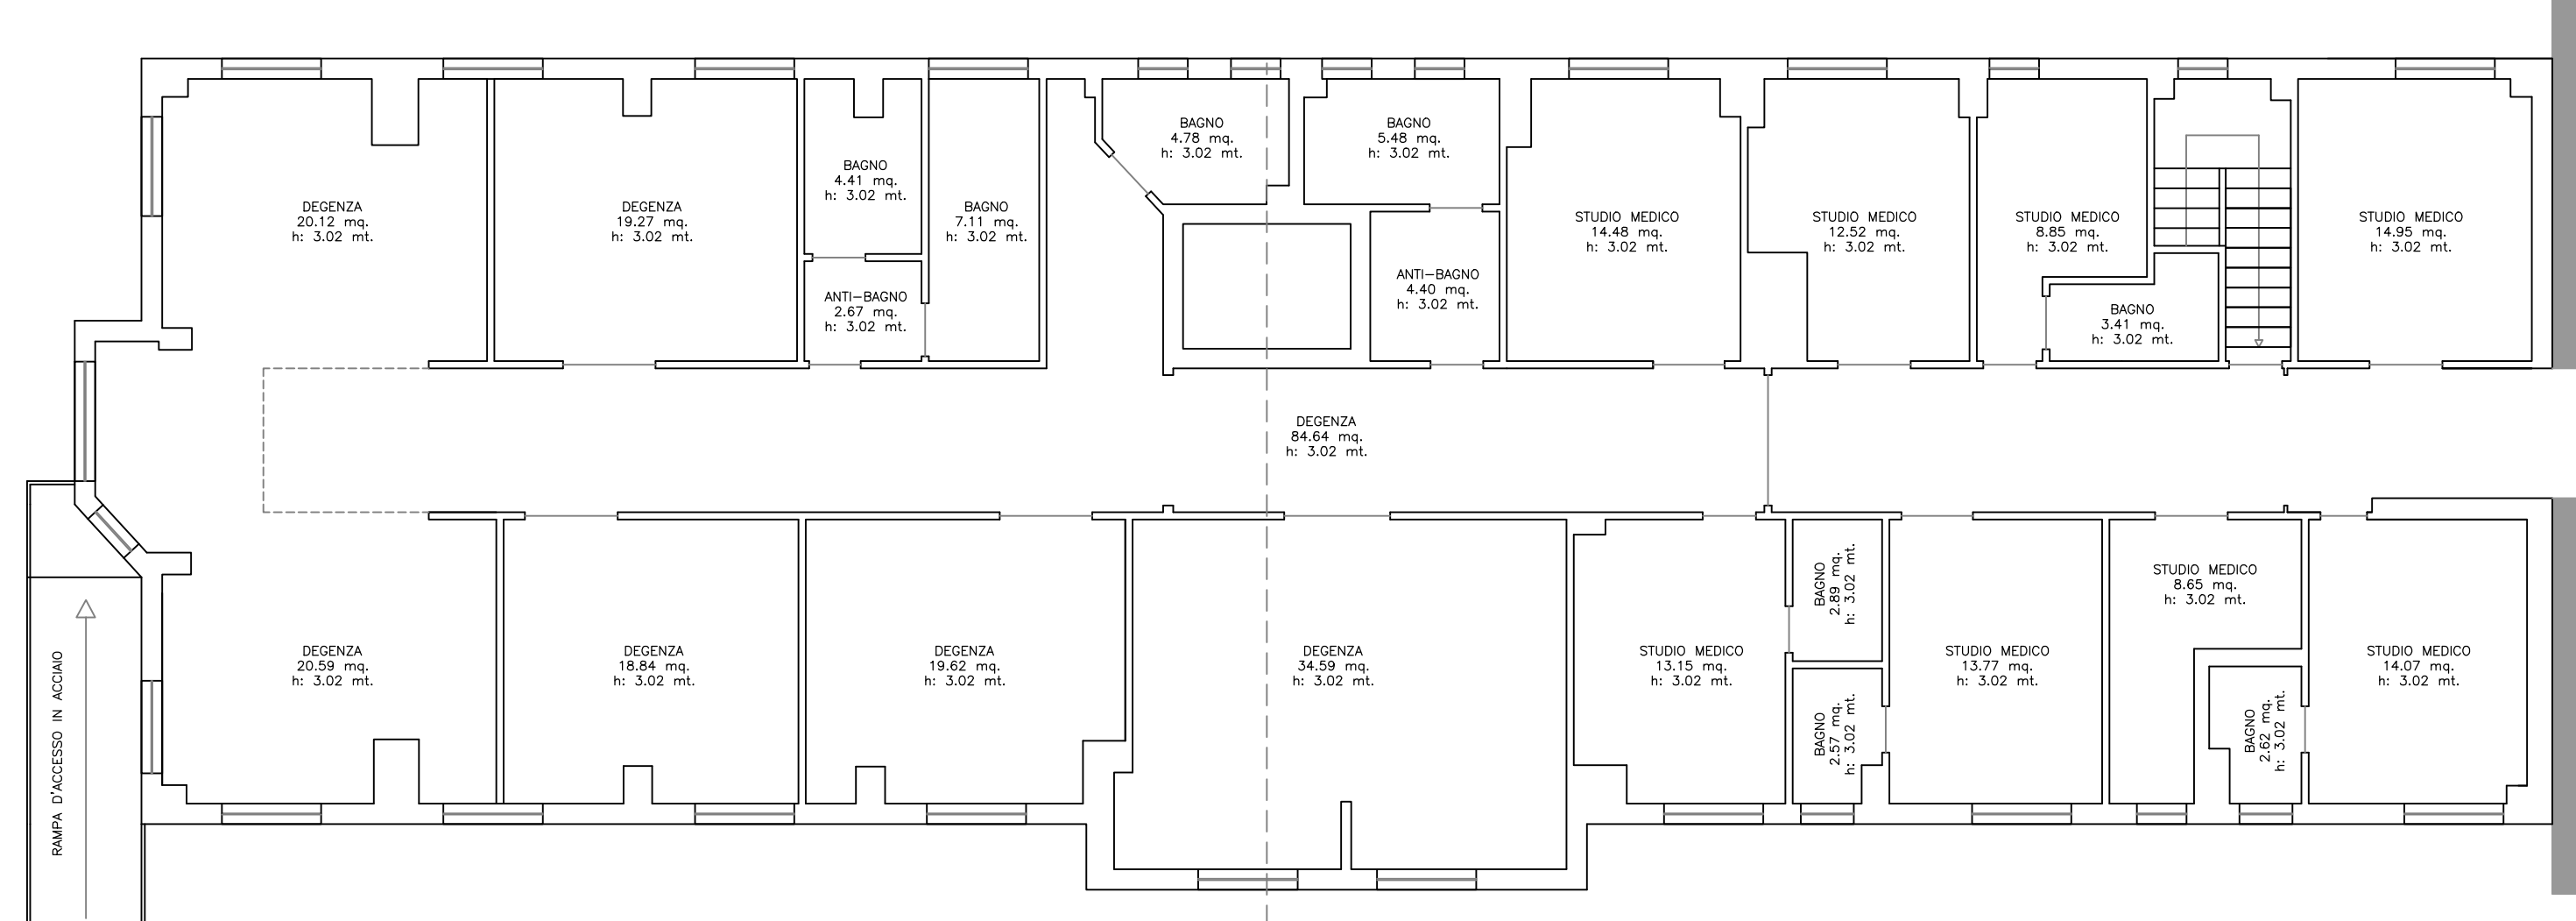 BAGNO
4.78 mq.
h: 3.02 mt.
BAGNO
5.48 mq.
h: 3.02 mt.
BAGNO
4.41 mq.
h: 3.02 mt.
DEGENZA
20.12 mq.
h: 3.02 mt.
DEGENZA
19.27 mq.
h: 3.02 mt.
BAGNO
7.11 mq.
h: 3.02 mt.
STUDIO MEDICO
14.48 mq.
h: 3.02 mt.
STUDIO MEDICO
12.52 mq.
h: 3.02 mt.
STUDIO MEDICO
8.85 mq.
h: 3.02 mt.
STUDIO MEDICO
14.95 mq.
h: 3.02 mt.
ANTI-BAGNO
2.67 mq.
h: 3.02 mt.
ANTI-BAGNO
4.40 mq.
h: 3.02 mt.
BAGNO
3.41 mq.
h: 3.02 mt.
DEGENZA
84.64 mq.
h: 3.02 mt.
BAGNO
2.89 mq.
h: 3.02 mt.
STUDIO MEDICO
8.65 mq.
h: 3.02 mt.
RAMPA D'ACCESSO IN ACCIAIO
DEGENZA
20.59 mq.
h: 3.02 mt.
DEGENZA
18.84 mq.
h: 3.02 mt.
DEGENZA
19.62 mq.
h: 3.02 mt.
DEGENZA
34.59 mq.
h: 3.02 mt.
STUDIO MEDICO
13.15 mq.
h: 3.02 mt.
BAGNO
2.57 mq.
h: 3.02 mt.
STUDIO MEDICO
13.77 mq.
h: 3.02 mt.
BAGNO
2.62 mq.
h: 3.02 mt.
STUDIO MEDICO
14.07 mq.
h: 3.02 mt.